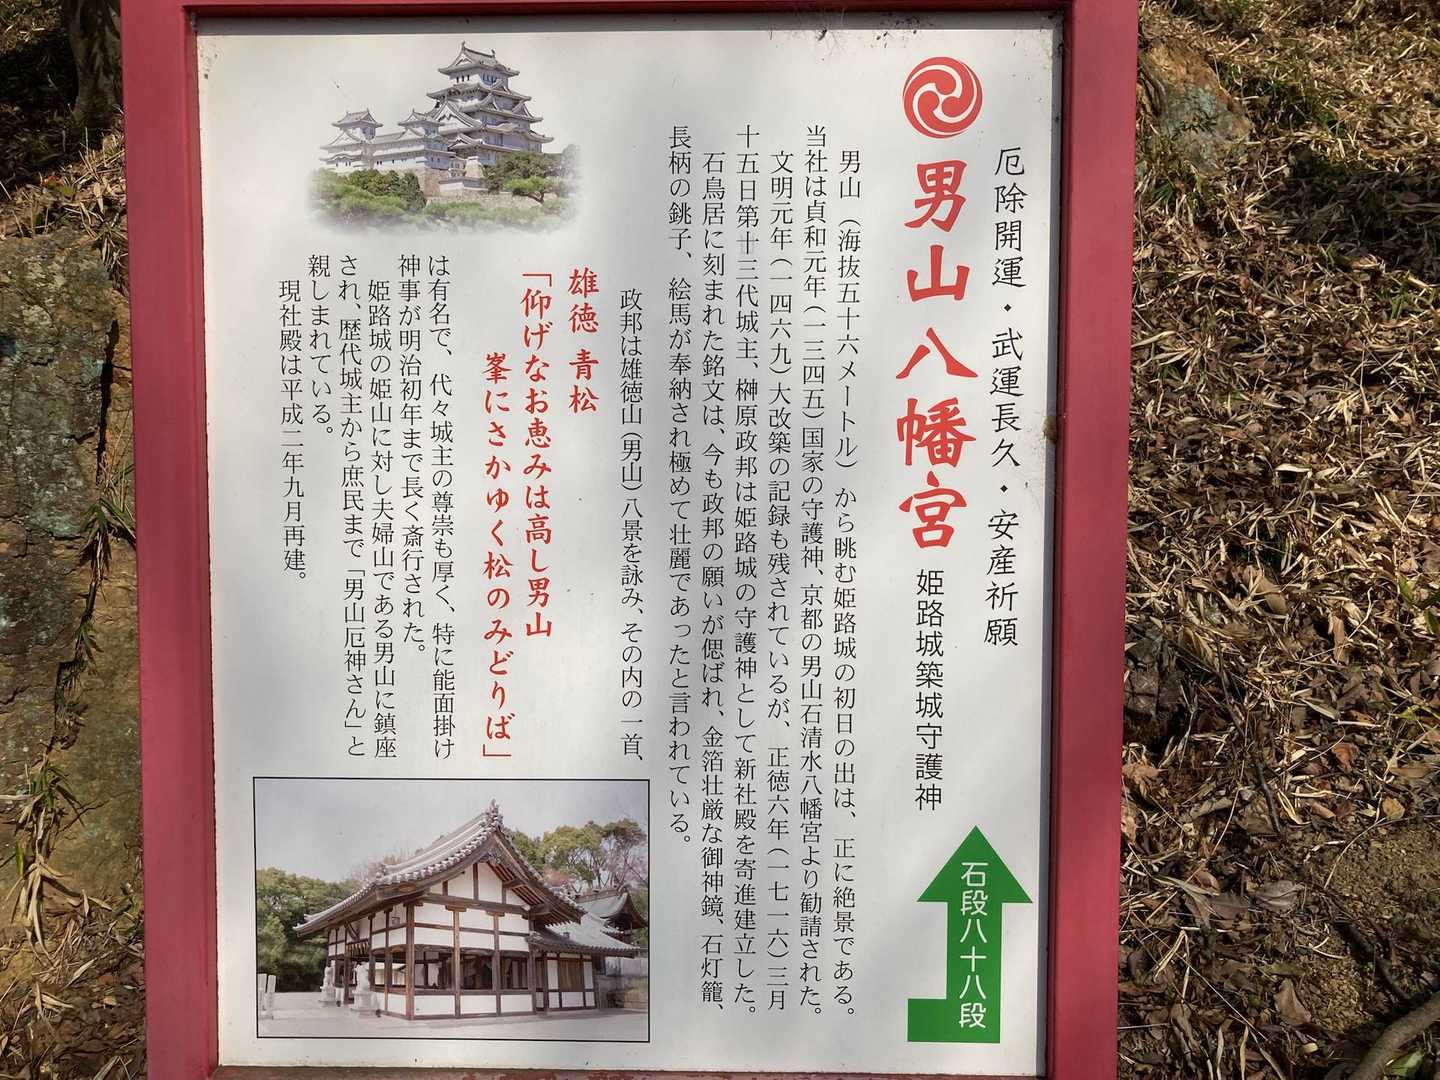 厄除開運・武運長久・安産祈願
男山八幡宮 姫路城築城守護神
石段八十八段
男山（海抜五十六メートル）から眺む姫路城の初日の出は、正に絶景である。
当社は貞和元年（一三四五）国家の守護神、京都の男山石清水八幡宮より勧請された。
文明元年（一四六九）大改築の記録も残されているが、正徳六年（一七一六）三月
十五日第十三代城主、榊原政邦は姫路城の守護神として新社殿を寄進建立した。
石鳥居に刻まれた銘文は、今も政邦の願いが偲ばれ、金箔壮厳な御神鏡、石灯籠、
長柄の銚子、絵馬が奉納され極めて壮麗であったと言われている。
政邦は雄徳山（男山）八景を詠み、その内の一首、
雄徳 青松
「仰げなお恵みは高し男山
峯にさかゆく松のみどりば」
は有名で、代々城主の尊崇も厚く、特に能面掛け
神事が明治初年まで長く斎行された。
姫路城の姫山に対し夫婦山である男山に鎮座
され、歴代城主から庶民まで「男山厄神さん」と
親しまれている。
現社殿は平成二年九月再建。